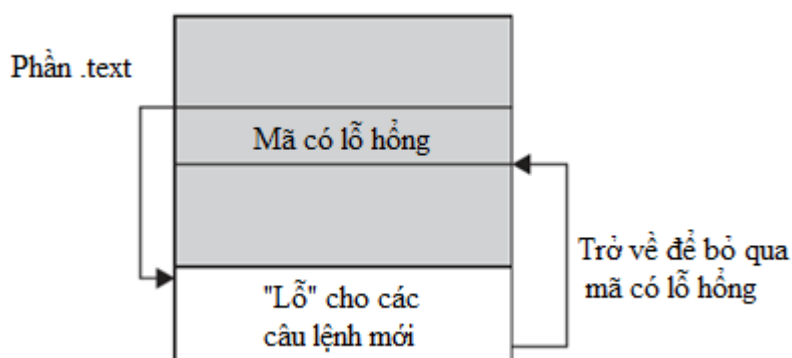 Phần .text
Mã có lỗ hổng
"Lỗ" cho các
câu lệnh mới
Trở về để bỏ qua
mã có lỗ hổng